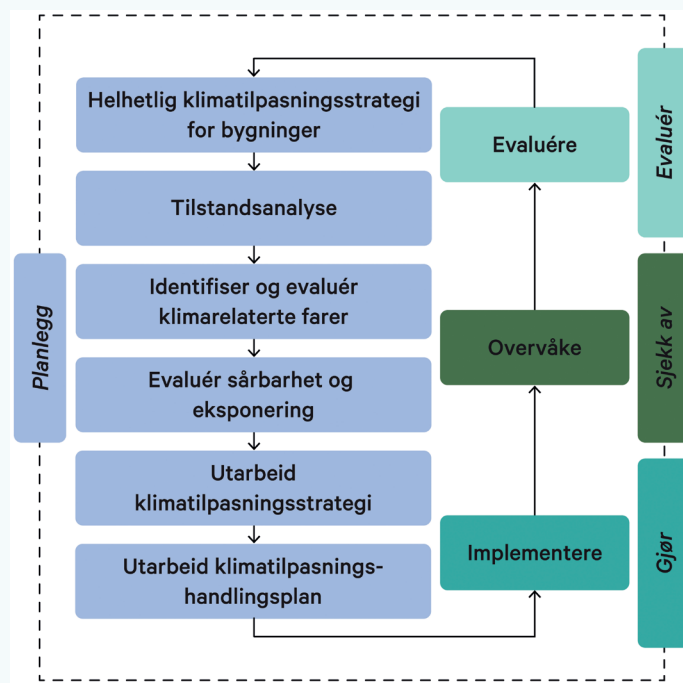 Helhetlig klimatilpasningsstrategi
for bygninger
Tilstandsanalyse
Identifiser og evaluér
klimarelaterte farer
Evaluér sårbarhet og
eksponering
Utarbeid
klimatilpasningsstrategi
Utarbeid klimatilpasnings-
handlingsplan
Planlegg
Implementere
Gjør
Overvåke
Sjekk av
Evaluére
Evaluér